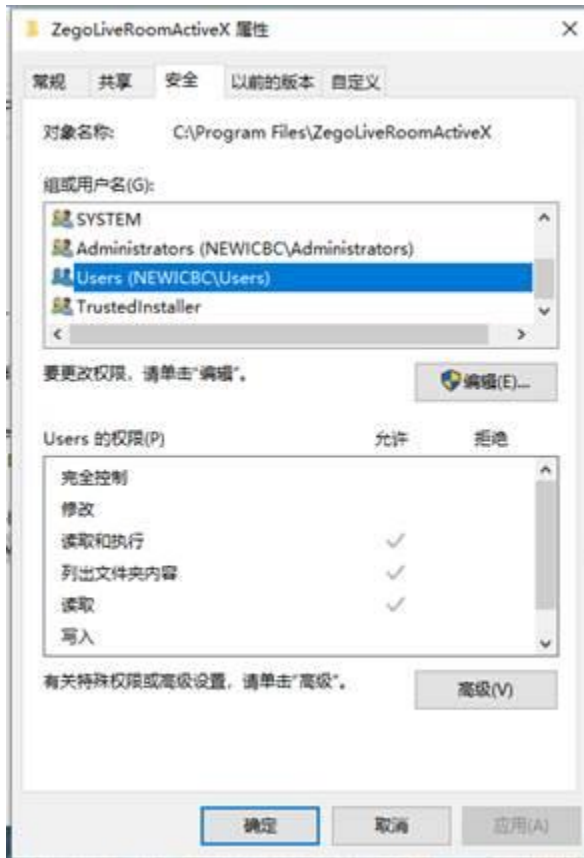 ZegoLiveRoomActiveX 属性
常规 共享 安全 以前的版本 自定义
对象名称: C:\Program Files\ZegoLiveRoomActiveX
组或用户名(G):
SYSTEM
Administrators (NEWICBC\Administrators)
Users (NEWICBC\Users)
TrustedInstaller
要更改权限，请单击"编辑"。
编辑(E)...
Users 的权限(P) 允许 拒绝
完全控制
修改
读取和执行
列出文件夹内容
读取
写入
有关特殊权限或高级设置，请单击"高级"。
高级(V)
确定 取消 应用(A)